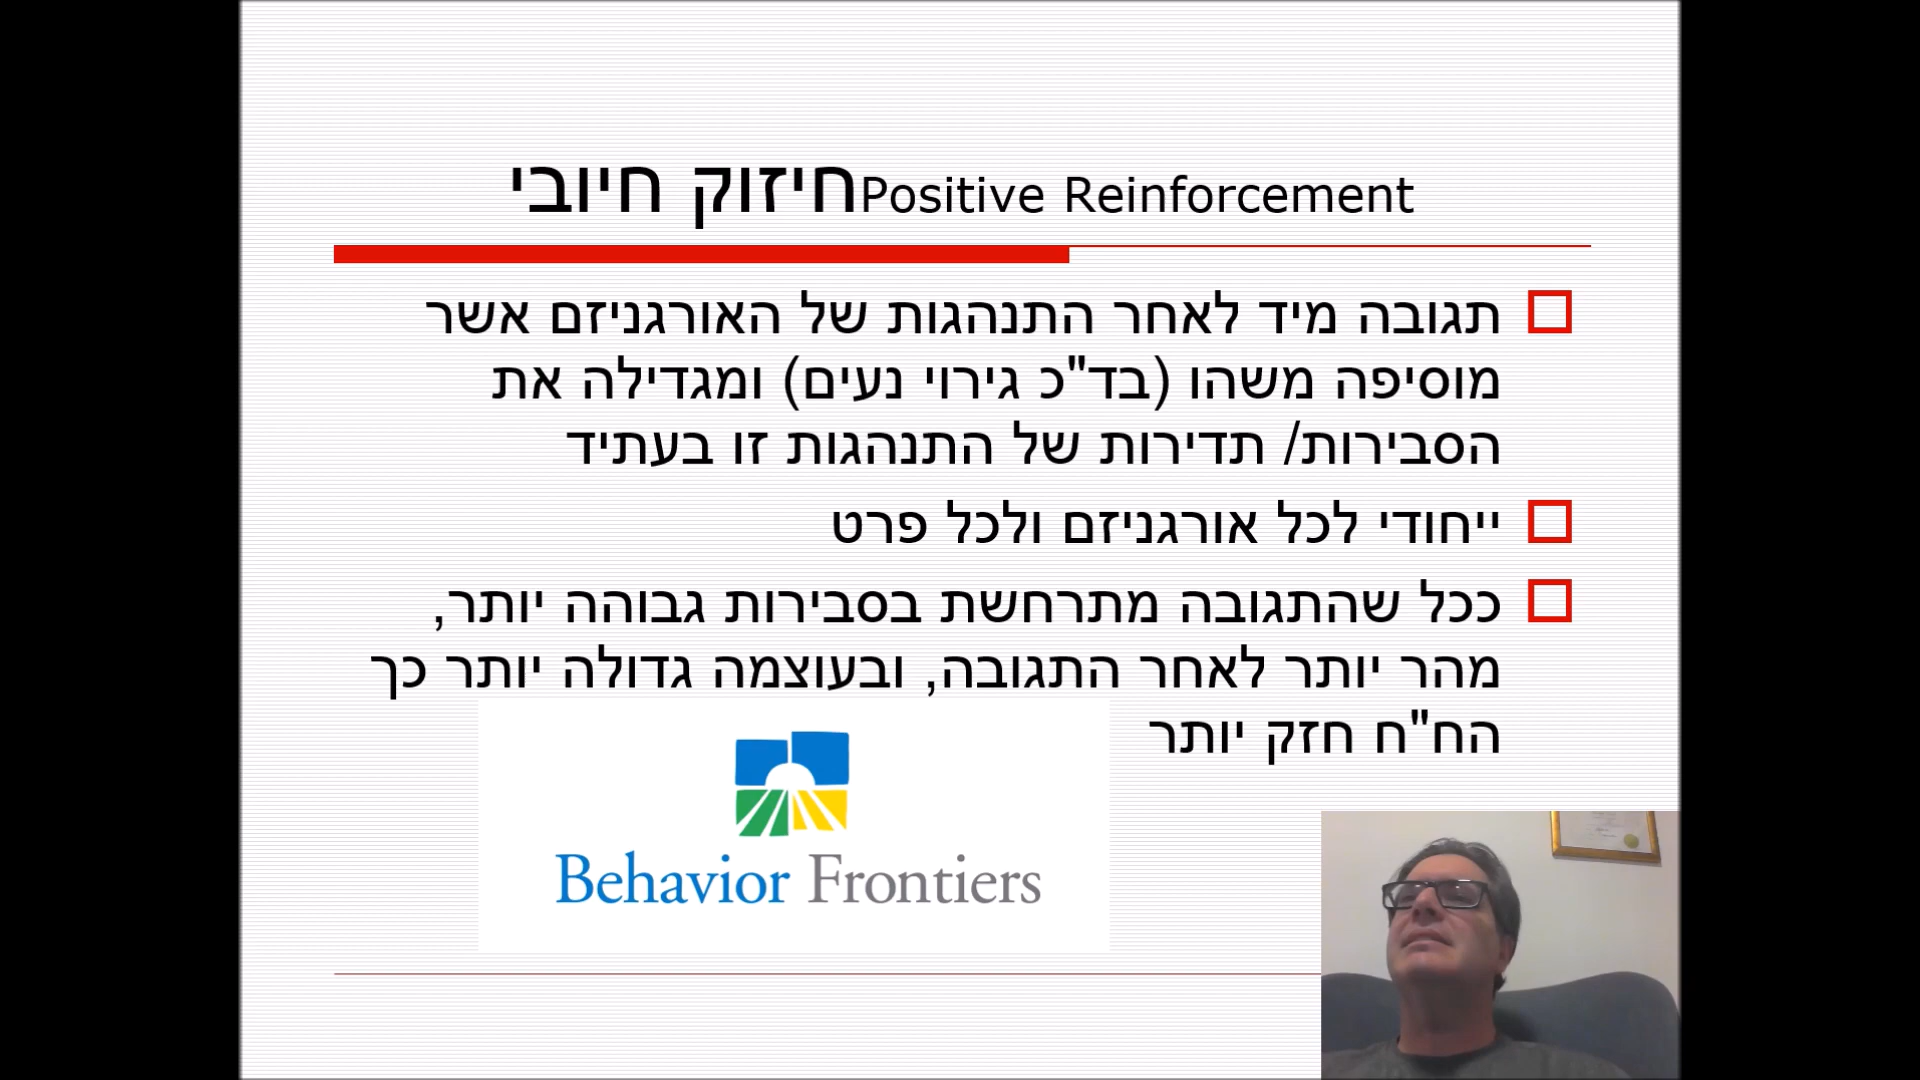 חיזוק חיובי Positive Reinforcement
תגובה מיד לאחר התנהגות של האורגניזם אשר
מוסיפה משהו (בד"כ גירוי נעים) ומגדילה את
הסבירות/ תדירות של התנהגות זו בעתיד
ייחודי לכל אורגניזם ולכל פרט
ככל שהתגובה מתרחשת בסבירות גבוהה יותר,
מהר יותר לאחר התגובה, ובעוצמה גדולה יותר כך
הח"ח חזק יותר
Behavior Frontiers